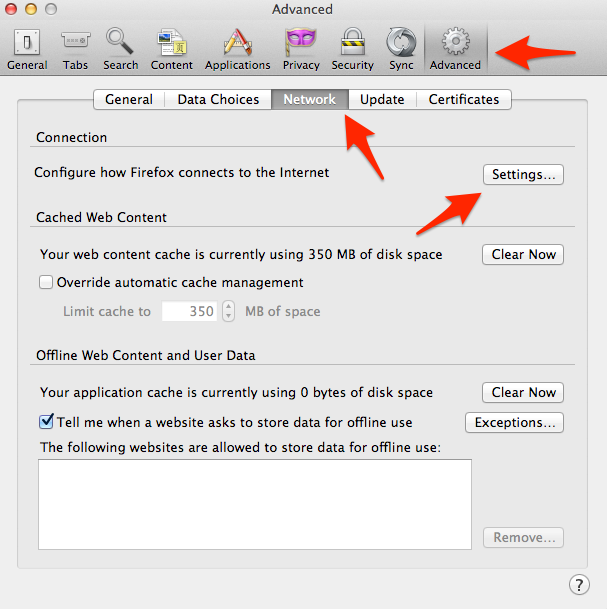 Advanced
General Tabs Search Content Applications Privacy Security Sync Advanced
General Data Choices Network Update Certificates
Connection
Configure how Firefox connects to the Internet Settings...
Cached Web Content
Your web content cache is currently using 350 MB of disk space Clear Now
Override automatic cache management
Limit cache to 350 MB of space
Offline Web Content and User Data
Your application cache is currently using 0 bytes of disk space Clear Now
Tell me when a website asks to store data for offline use Exceptions...
The following websites are allowed to store data for offline use:
Remove...
?